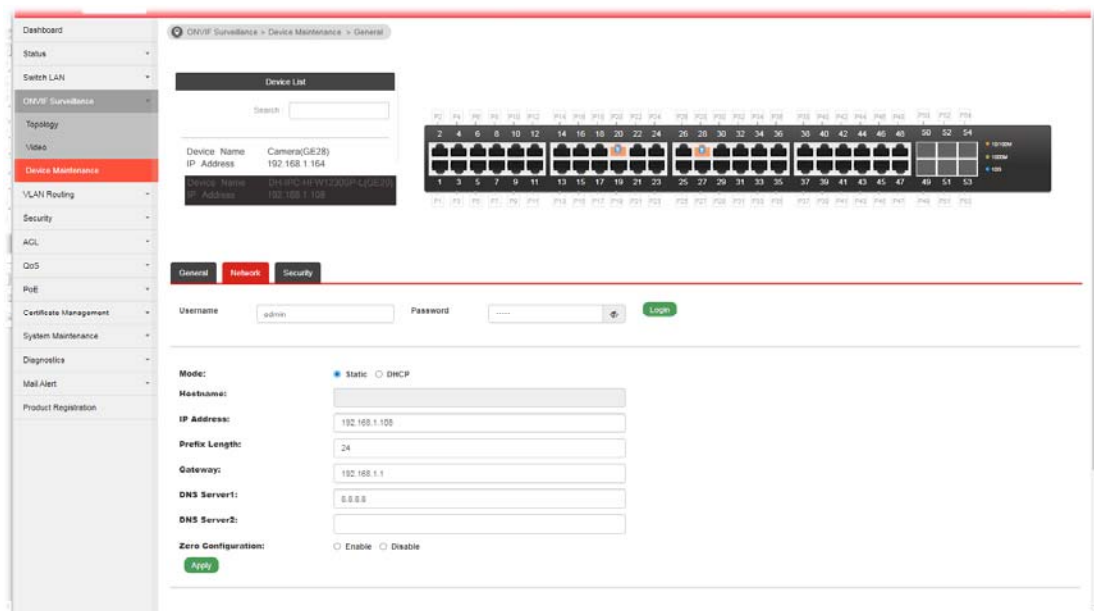 Dashboard
Status
Switch LAN
ONVIF Surveillance
Topology
Video
Device Maintenance
VLAN Routing
Security
ACL
QoS
PoE
Certificate Management
System Maintenance
Diagnostics
Mail Alert
Product Registration
ONVIF Surveillance > Device Maintenance > General
Device List
Search :
Device Name Camera(GE28)
IP Address 192.168.1.164
IP Address 192.168.1.108
2 4 6 8 10 12 14 16 18 20 22 24 26 28 30 32 34 36 38 40 42 44 46 48 50 52 54
10/100M
1000M
10G
1 3 5 7 9 11 13 15 17 19 21 23 25 27 29 31 33 35 37 39 41 43 45 47 49 51 53
General Network Security
Username admin Password ..... Login
Mode: Static DHCP
Hostname:
IP Address: 192.168.1.108
Prefix Length: 24
Gateway: 192.168.1.1
DNS Server1: 8.8.8.8
DNS Server2:
Zero Configuration: Enable Disable
Apply